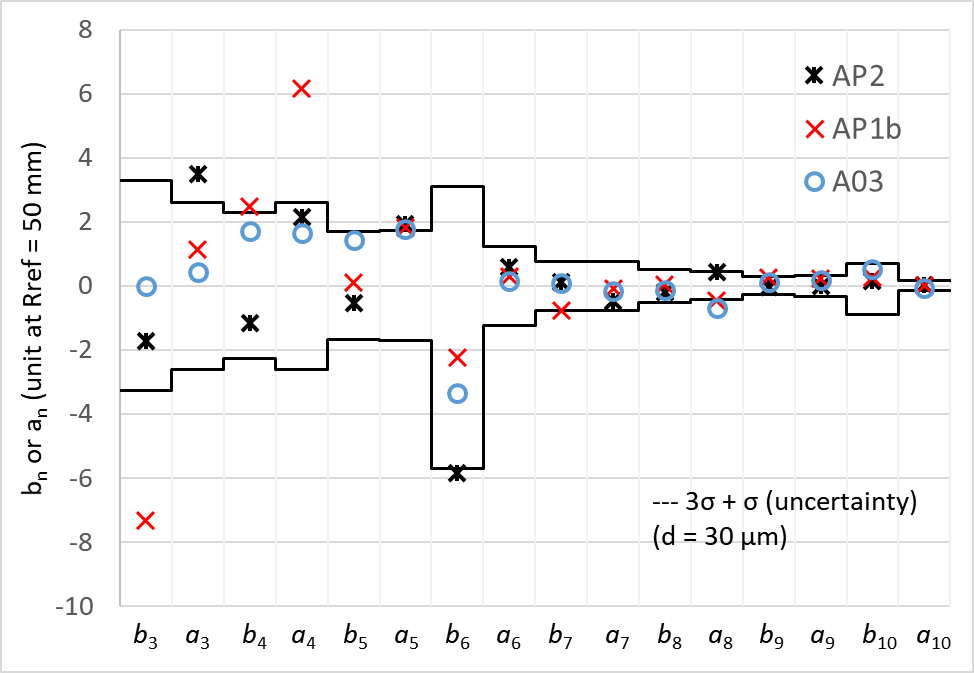 8
6
4
2
0
-2
-4
-6
-8
-10
bn or an (unit at Rref = 50 mm)
AP2
AP1b
A03
--- 3σ + σ (uncertainty)
(d = 30 µm)
b3 a3 b4 a4 b5 a5 b6 a6 b7 a7 b8 a8 b9 a9 b10 a10